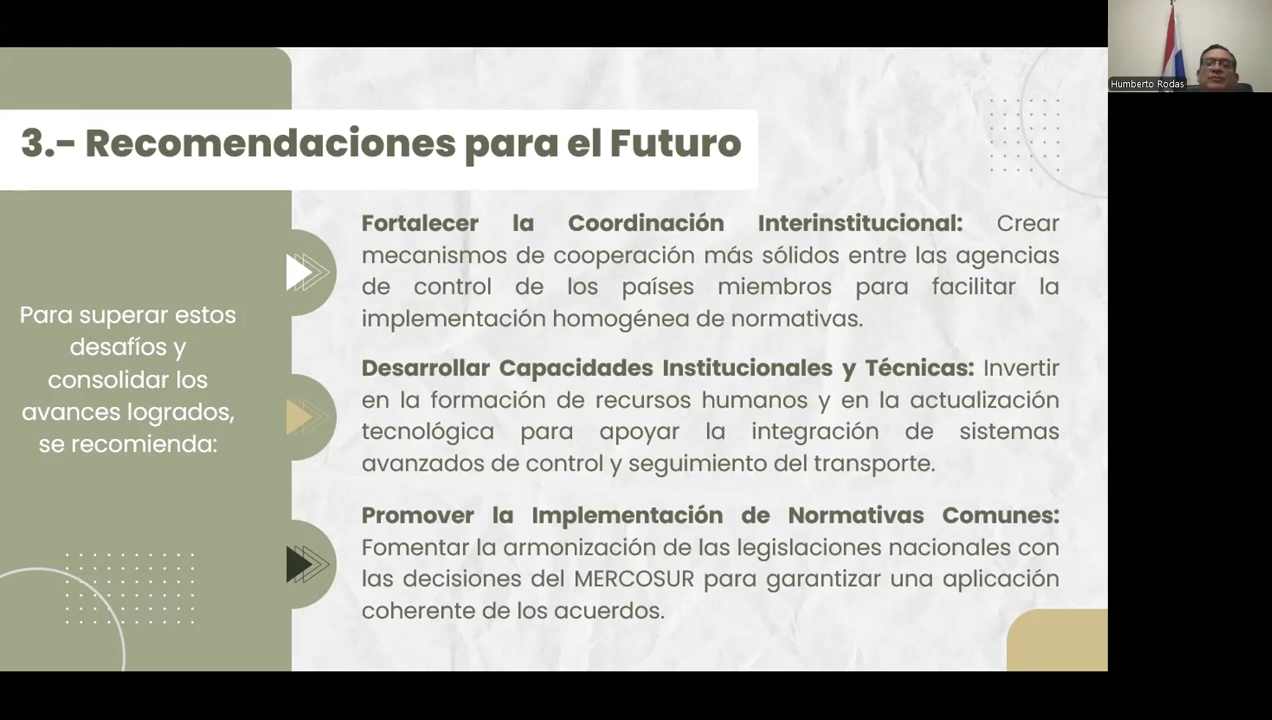 3.- Recomendaciones para el Futuro
Para superar estos
desafíos y
consolidar los
avances logrados,
se recomienda:
Fortalecer la Coordinación Interinstitucional: Crear
mecanismos de cooperación más sólidos entre las agencias
de control de los países miembros para facilitar la
implementación homogénea de normativas.
Desarrollar Capacidades Institucionales y Técnicas: Invertir
en la formación de recursos humanos y en la actualización
tecnológica para apoyar la integración de sistemas
avanzados de control y seguimiento del transporte.
Promover la Implementación de Normativas Comunes:
Fomentar la armonización de las legislaciones nacionales con
las decisiones del MERCOSUR para garantizar una aplicación
coherente de los acuerdos.
Humberto Rodas